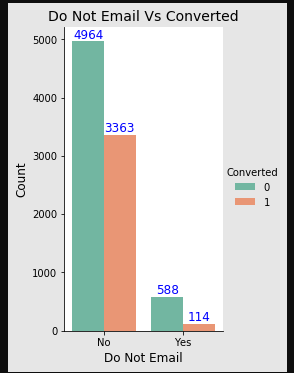 Do Not Email Vs Converted
5000
4000
3000
2000
1000
0
Count
4964
3363
588
114
No Yes
Do Not Email
Converted
0
1